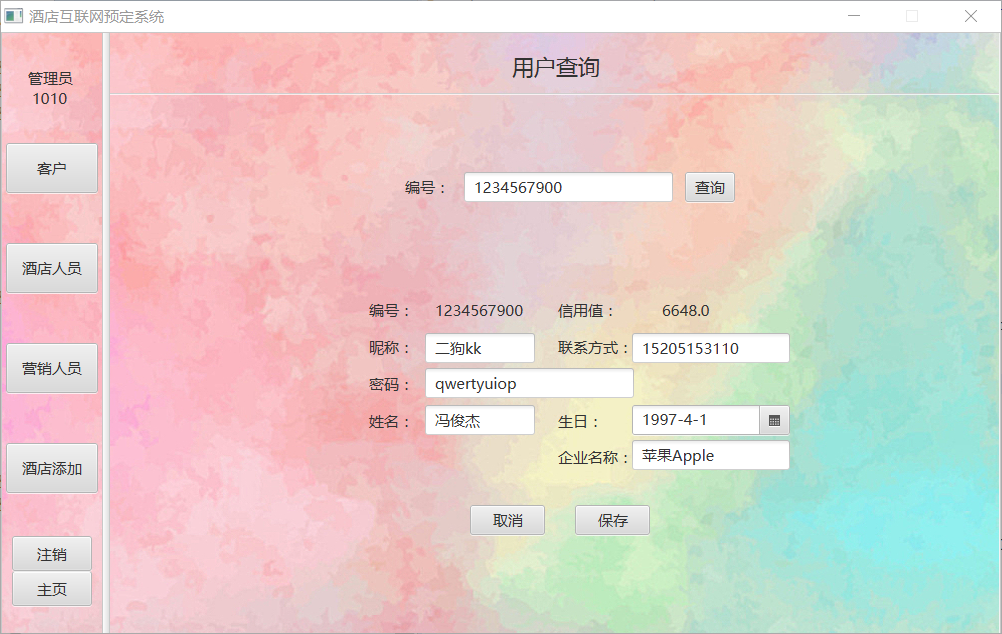 酒店互联网预定系统
管理员
1010
客户
酒店人员
营销人员
酒店添加
注销
主页
用户查询
编号： 1234567900 查询
编号： 1234567900 信用值： 6648.0
昵称： 二狗kk 联系方式： 15205153110
密码： qwertyuiop
姓名： 冯俊杰 生日： 1997-4-1
企业名称： 苹果Apple
取消 保存